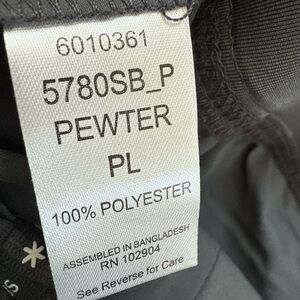 6010361
5780SB_P
PEWTER
PL
100% POLYESTER
ASSEMBLED IN BANGLADESH
RN 102904
See Reverse for Care
S